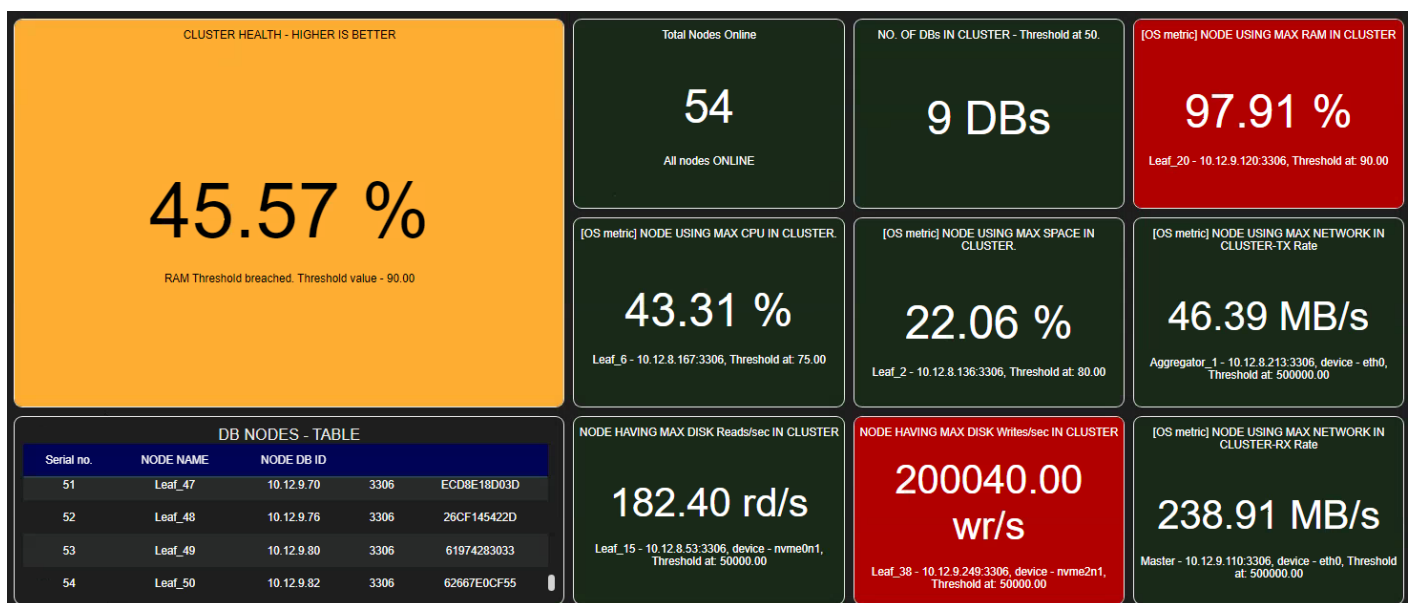 CLUSTER HEALTH - HIGHER IS BETTER
45.57 %
RAM Threshold breached. Threshold value - 90.00
Total Nodes Online
54
All nodes ONLINE
NO. OF DBs IN CLUSTER - Threshold at 50.
9 DBs
[OS metric] NODE USING MAX RAM IN CLUSTER
97.91 %
Leaf_20 - 10.12.9.120:3306, Threshold at: 90.00
[OS metric] NODE USING MAX CPU IN CLUSTER.
43.31 %
Leaf_6 - 10.12.8.167:3306, Threshold at: 75.00
[OS metric] NODE USING MAX SPACE IN
CLUSTER.
22.06 %
Leaf_2 - 10.12.8.136:3306, Threshold at: 80.00
[OS metric] NODE USING MAX NETWORK IN
CLUSTER-TX Rate
46.39 MB/s
Aggregator_1 - 10.12.8.213:3306, device - eth0,
Threshold at: 500000.00
DB NODES - TABLE
Serial no. NODE NAME NODE DB ID
51 Leaf_47 10.12.9.70 3306 ECD8E18D03D
52 Leaf_48 10.12.9.76 3306 26CF145422D
53 Leaf_49 10.12.9.80 3306 61974283033
54 Leaf_50 10.12.9.82 3306 62667E0CF55
NODE HAVING MAX DISK Reads/sec IN CLUSTER
182.40 rd/s
Leaf_15 - 10.12.8.53:3306, device - nvme0n1,
Threshold at: 50000.00
NODE HAVING MAX DISK Writes/sec IN CLUSTER
200040.00
wr/s
Leaf_38 - 10.12.9.249:3306, device - nvme2n1,
Threshold at: 50000.00
[OS metric] NODE USING MAX NETWORK IN
CLUSTER-RX Rate
238.91 MB/s
Master - 10.12.9.110:3306, device - eth0, Threshold
at: 500000.00